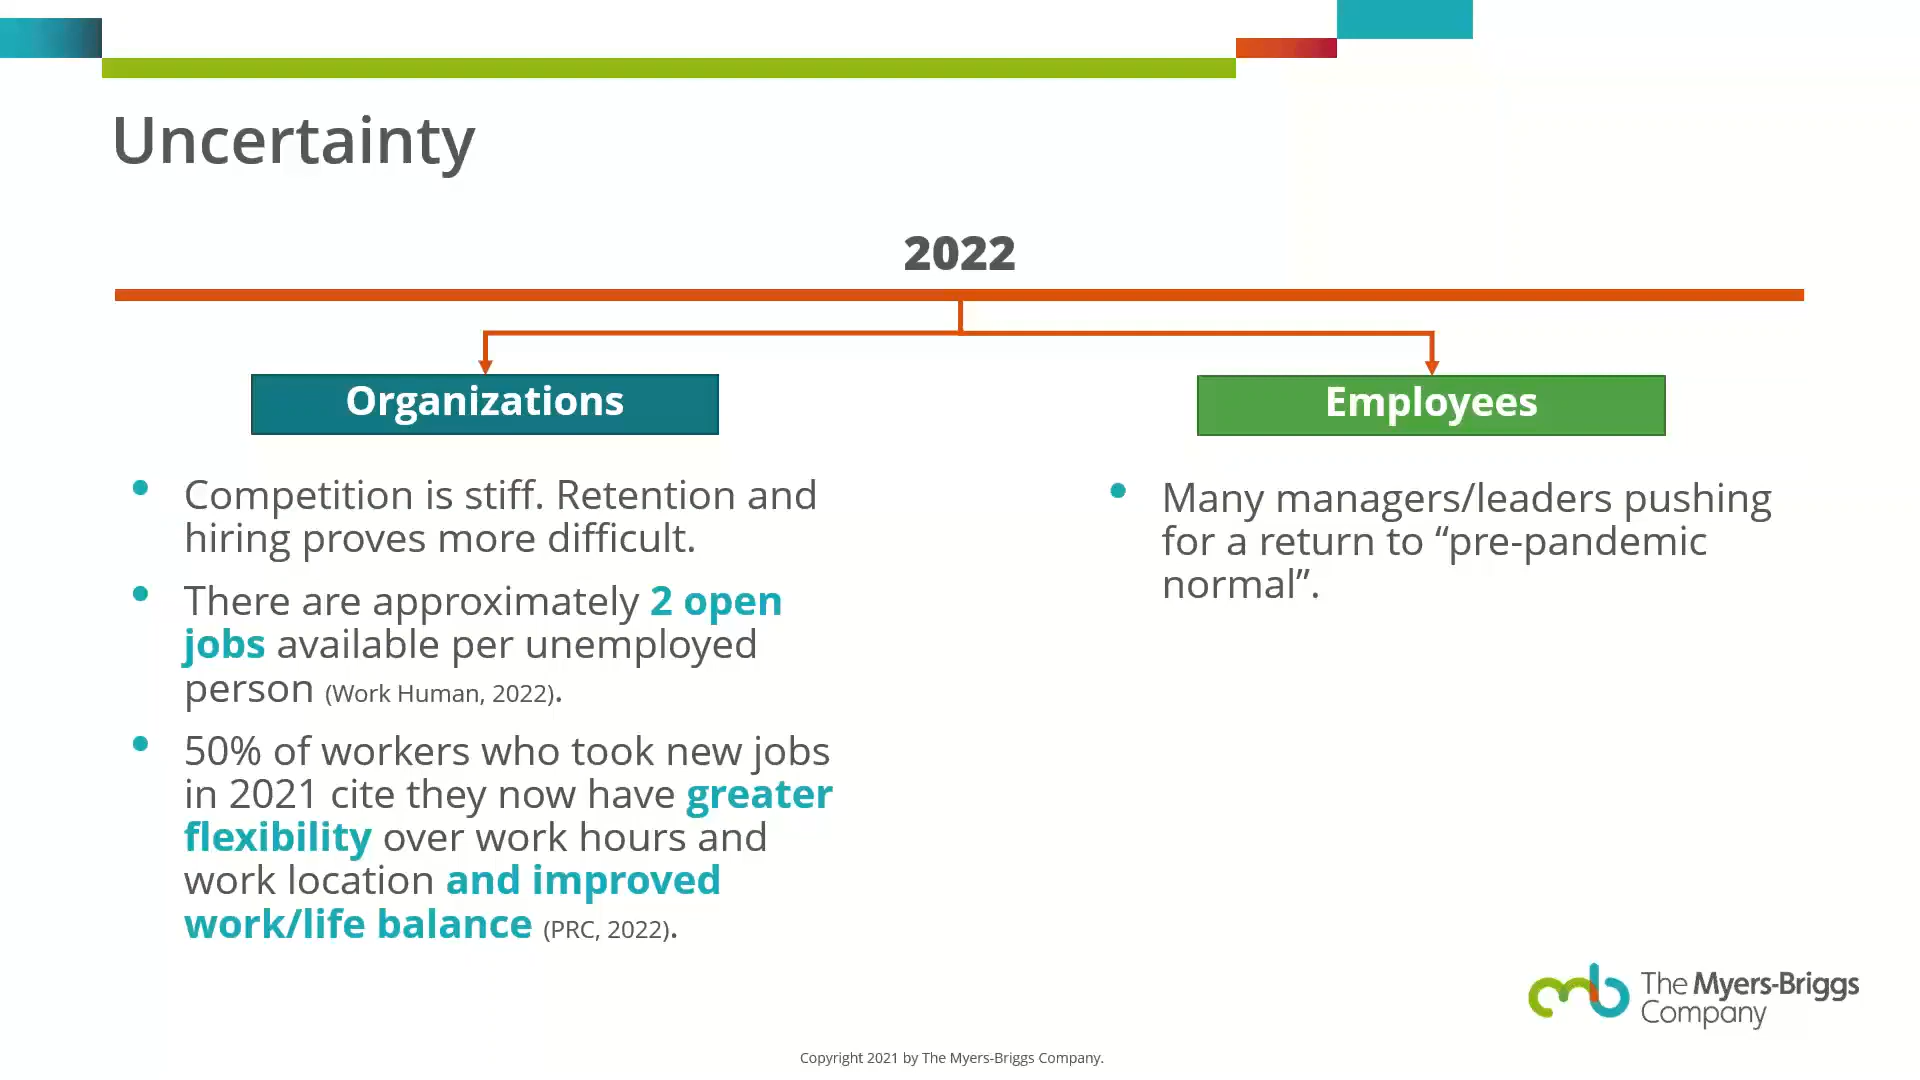 Uncertainty
2022
Organizations
Competition is stiff. Retention and
hiring proves more difficult.
There are approximately 2 open
jobs available per unemployed
person (Work Human, 2022).
50% of workers who took new jobs
in 2021 cite they now have greater
flexibility over work hours and
work location and improved
work/life balance (PRC, 2022).
Employees
Many managers/leaders pushing
for a return to “pre-pandemic
normal”.
mb
The Myers-Briggs
Company
Copyright 2021 by The Myers-Briggs Company.